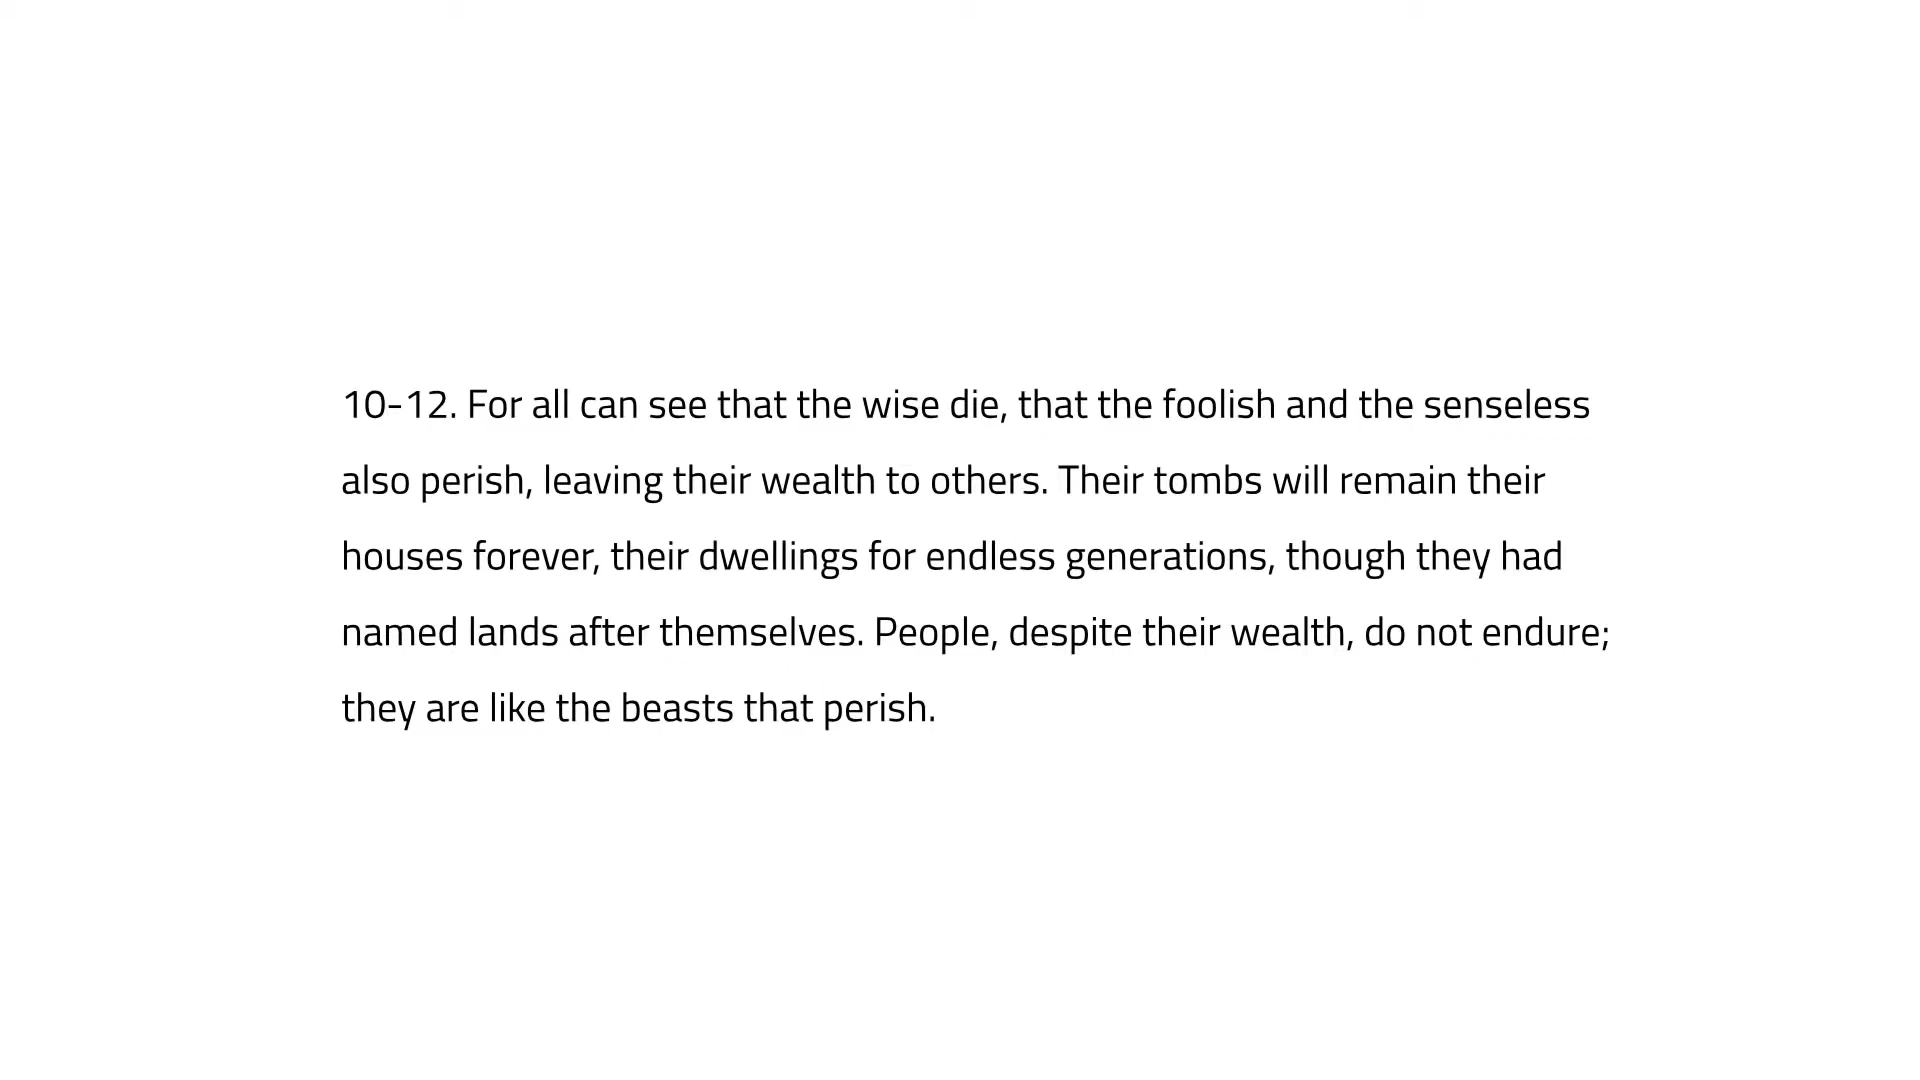 10-12. For all can see that the wise die, that the foolish and the senseless
also perish, leaving their wealth to others. Their tombs will remain their
houses forever, their dwellings for endless generations, though they had
named lands after themselves. People, despite their wealth, do not endure;
they are like the beasts that perish.